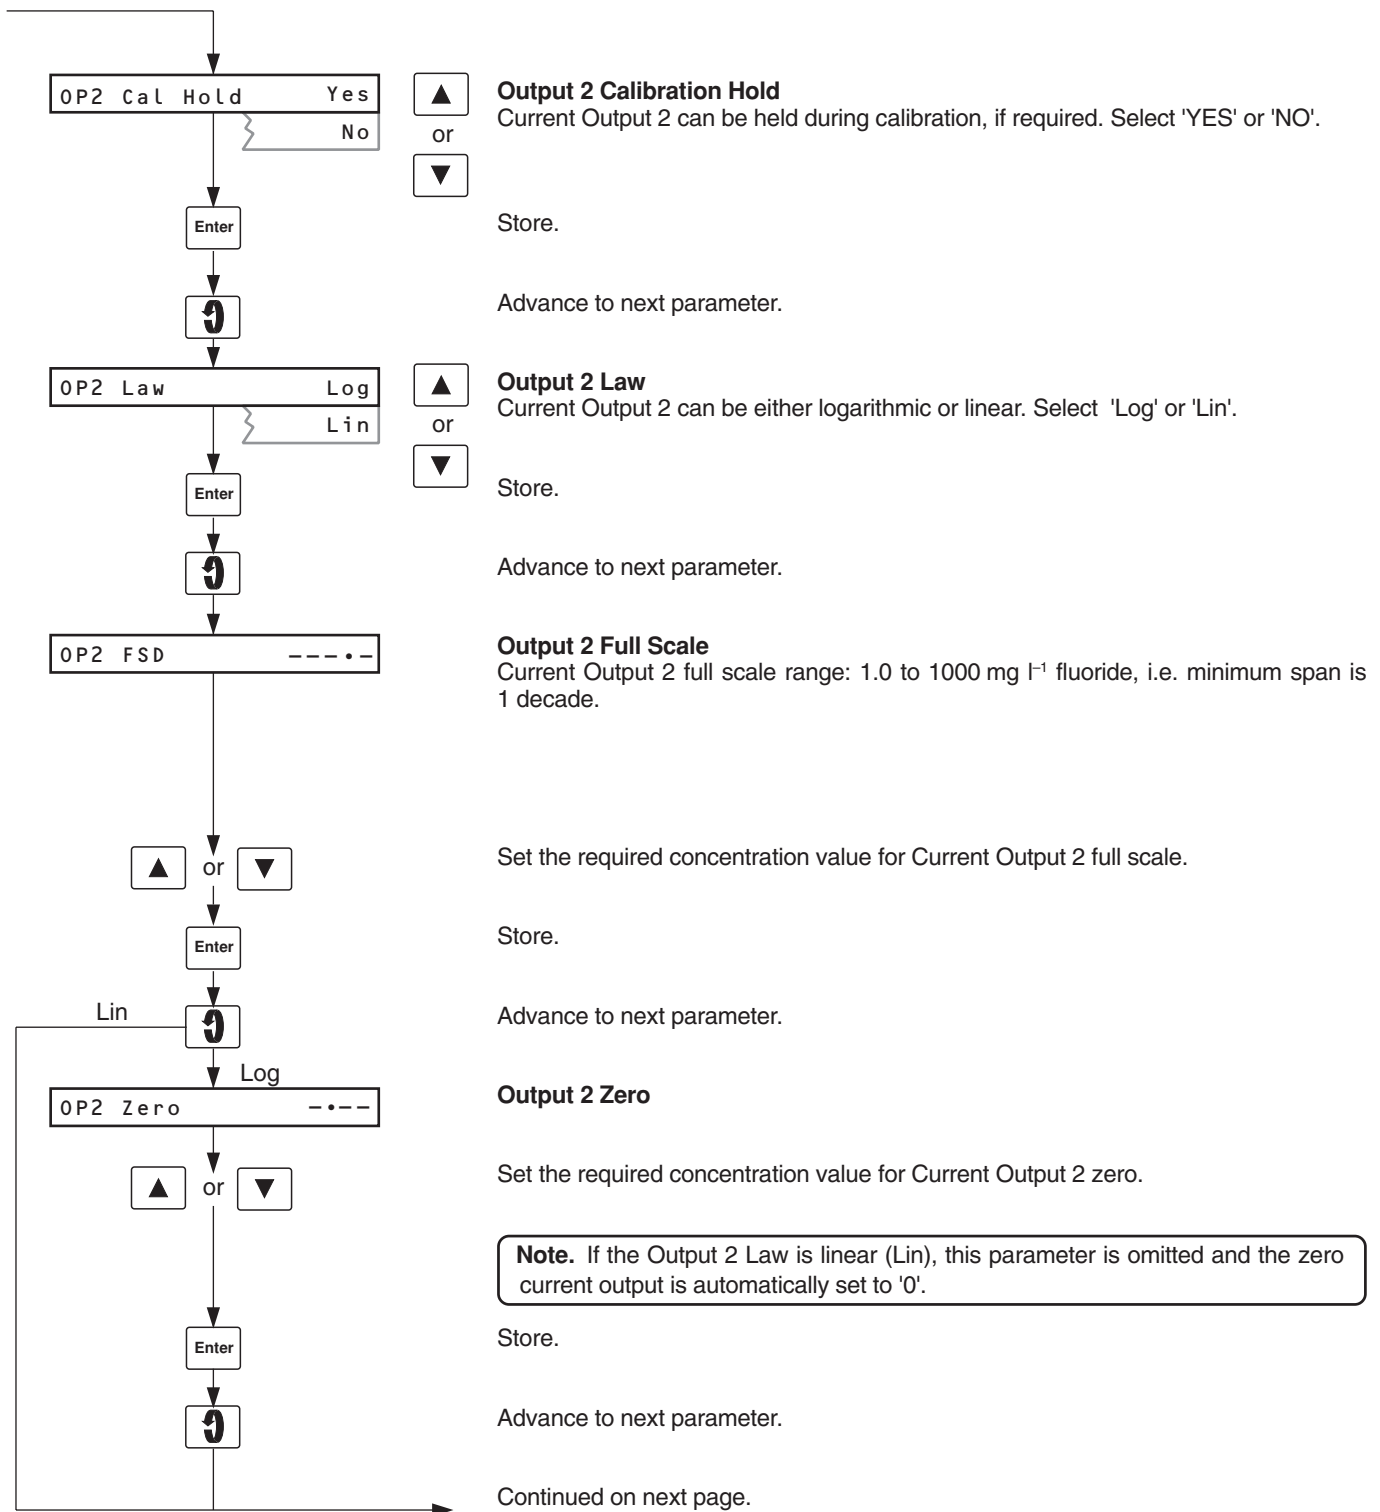 OP2 Cal Hold Yes
No
or
Output 2 Calibration Hold
Current Output 2 can be held during calibration, if required. Select 'YES' or 'NO'.
Enter
Store.
Advance to next parameter.
OP2 Law Log
Lin
or
Output 2 Law
Current Output 2 can be either logarithmic or linear. Select 'Log' or 'Lin'.
Enter
Store.
Advance to next parameter.
OP2 FSD – – – • –
Output 2 Full Scale
Current Output 2 full scale range: 1.0 to 1000 mg l⁻¹ fluoride, i.e. minimum span is
1 decade.
or
Set the required concentration value for Current Output 2 full scale.
Enter
Store.
Lin
Advance to next parameter.
Log
OP2 Zero – • – –
Output 2 Zero
or
Set the required concentration value for Current Output 2 zero.
Note. If the Output 2 Law is linear (Lin), this parameter is omitted and the zero
current output is automatically set to '0'.
Enter
Store.
Advance to next parameter.
Continued on next page.